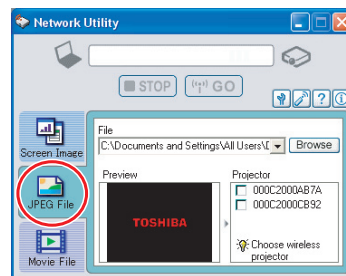 Network Utility
STOP
GO
?
Screen Image
JPEG File
Movie File
File
C:\Documents and Settings\All Users\
Browse
Preview
TOSHIBA
Projector
000C2000AB7A
000C2000CB92
Choose wireless
projector